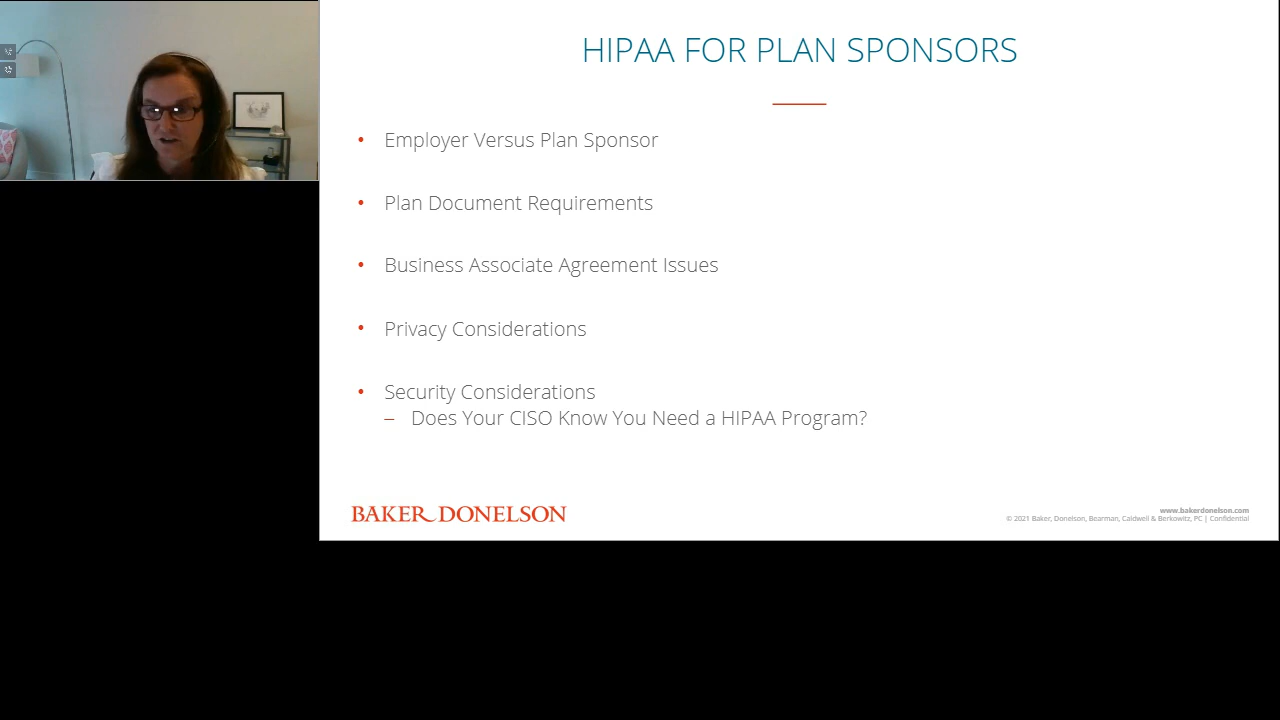 HIPAA FOR PLAN SPONSORS
• Employer Versus Plan Sponsor
• Plan Document Requirements
• Business Associate Agreement Issues
• Privacy Considerations
• Security Considerations
– Does Your CISO Know You Need a HIPAA Program?
BAKER DONELSON
www.bakerdonelson.com
© 2021 Baker, Donelson, Bearman, Caldwell & Berkowitz, PC | Confidential